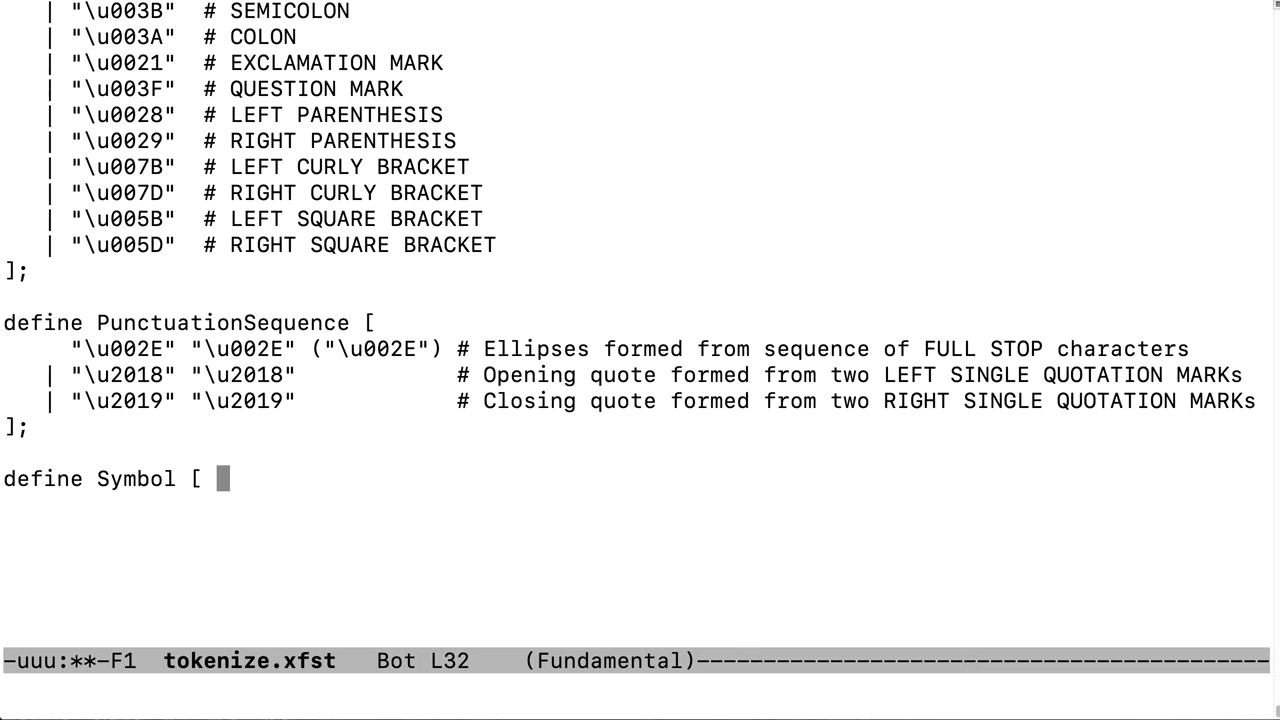 | "\u003B"  # SEMICOLON
| "\u003A"  # COLON
| "\u0021"  # EXCLAMATION MARK
| "\u003F"  # QUESTION MARK
| "\u0028"  # LEFT PARENTHESIS
| "\u0029"  # RIGHT PARENTHESIS
| "\u007B"  # LEFT CURLY BRACKET
| "\u007D"  # RIGHT CURLY BRACKET
| "\u005B"  # LEFT SQUARE BRACKET
| "\u005D"  # RIGHT SQUARE BRACKET
];
define PunctuationSequence [
"\u002E" "\u002E" ("\u002E") # Ellipses formed from sequence of FULL STOP characters
| "\u2018" "\u2018"            # Opening quote formed from two LEFT SINGLE QUOTATION MARKs
| "\u2019" "\u2019"            # Closing quote formed from two RIGHT SINGLE QUOTATION MARKs
];
define Symbol [
-uuu:**-F1  tokenize.xfst   Bot L32    (Fundamental)-------------------------------------------